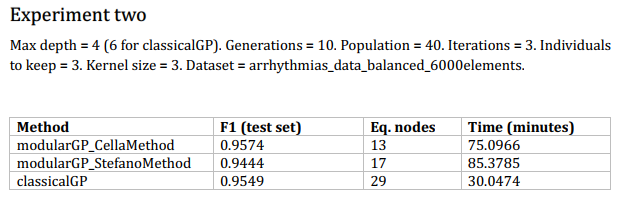 Experiment two
Max depth = 4 (6 for classicalGP). Generations = 10. Population = 40. Iterations = 3. Individuals
to keep = 3. Kernel size = 3. Dataset = arrhythmias_data_balanced_6000elements.
Method F1 (test set) Eq. nodes Time (minutes)
modularGP_CellaMethod 0.9574 13 75.0966
modularGP_StefanoMethod 0.9444 17 85.3785
classicalGP 0.9549 29 30.0474